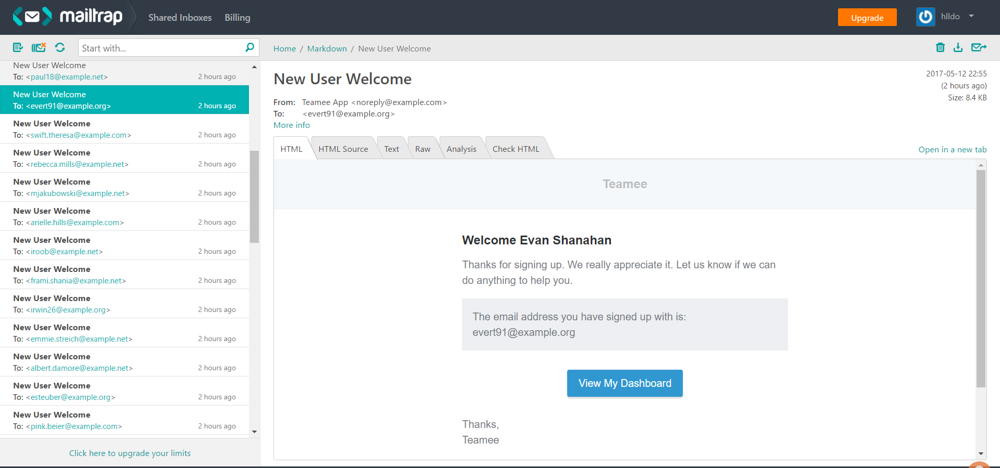 mailtrap
Shared Inboxes
Billing
Upgrade
hlldo
Start with...
Home / Markdown / New User Welcome
New User Welcome
To: <paul18@example.net> 2 hours ago
New User Welcome
To: <evert91@example.org> 2 hours ago
New User Welcome
To: <swift.theresa@example.com> 2 hours ago
New User Welcome
To: <rebecca.mills@example.net> 2 hours ago
New User Welcome
To: <mjakubowski@example.net> 2 hours ago
New User Welcome
To: <arielle.hills@example.com> 2 hours ago
New User Welcome
To: <iroob@example.net> 2 hours ago
New User Welcome
To: <frami.shania@example.net> 2 hours ago
New User Welcome
To: <irwin26@example.org> 2 hours ago
New User Welcome
To: <emmie.streich@example.net> 2 hours ago
New User Welcome
To: <albert.damore@example.net> 2 hours ago
New User Welcome
To: <esteuber@example.org> 2 hours ago
New User Welcome
To: <pink.beier@example.com> 2 hours ago
Click here to upgrade your limits
New User Welcome
2017-05-12 22:55
(2 hours ago)
Size: 8.4 KB
From: Teamee App <noreply@example.com>
To: <evert91@example.org>
More info
HTML
HTML Source
Text
Raw
Analysis
Check HTML
Open in a new tab
Teamee
Welcome Evan Shanahan
Thanks for signing up. We really appreciate it. Let us know if we can
do anything to help you.
The email address you have signed up with is:
evert91@example.org
View My Dashboard
Thanks,
Teamee